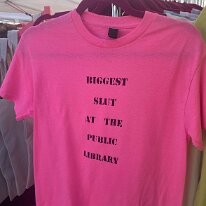 BIGGEST
SLUT
AT THE
PUBLIC
LIBRARY